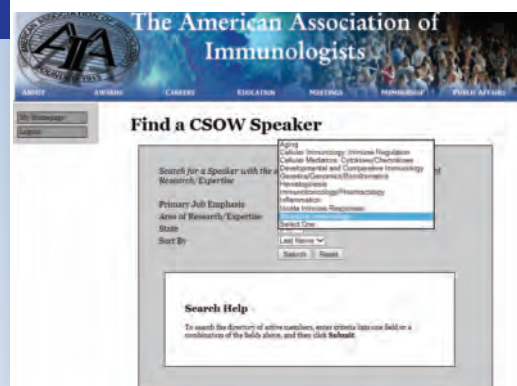 The American Association of
Immunologists
ABOUT AWARDS CAREERS EDUCATION MEETINGS MEMBERSHIP PUBLIC AFFAIRS
My Homepage
Logout
Find a CSOW Speaker
Search for a Speaker with the
Research/Expertise
Aging
Cellular Immunology: Immune Regulation
Cellular Mediators: Cytokines/Chemokines
Developmental and Comparative Immunology
Genetics/Genomics/Bioinformatics
Hematopoiesis
Immunotoxicology/Pharmacology
Inflammation
Innate Immune Responses
Select One
Primary Job Emphasis
Area of Research/Expertise
State
Sort By Last Name
Search Reset
Search Help
To search the directory of active members, enter criteria into one field or a
combination of the fields above, and then click Submit.